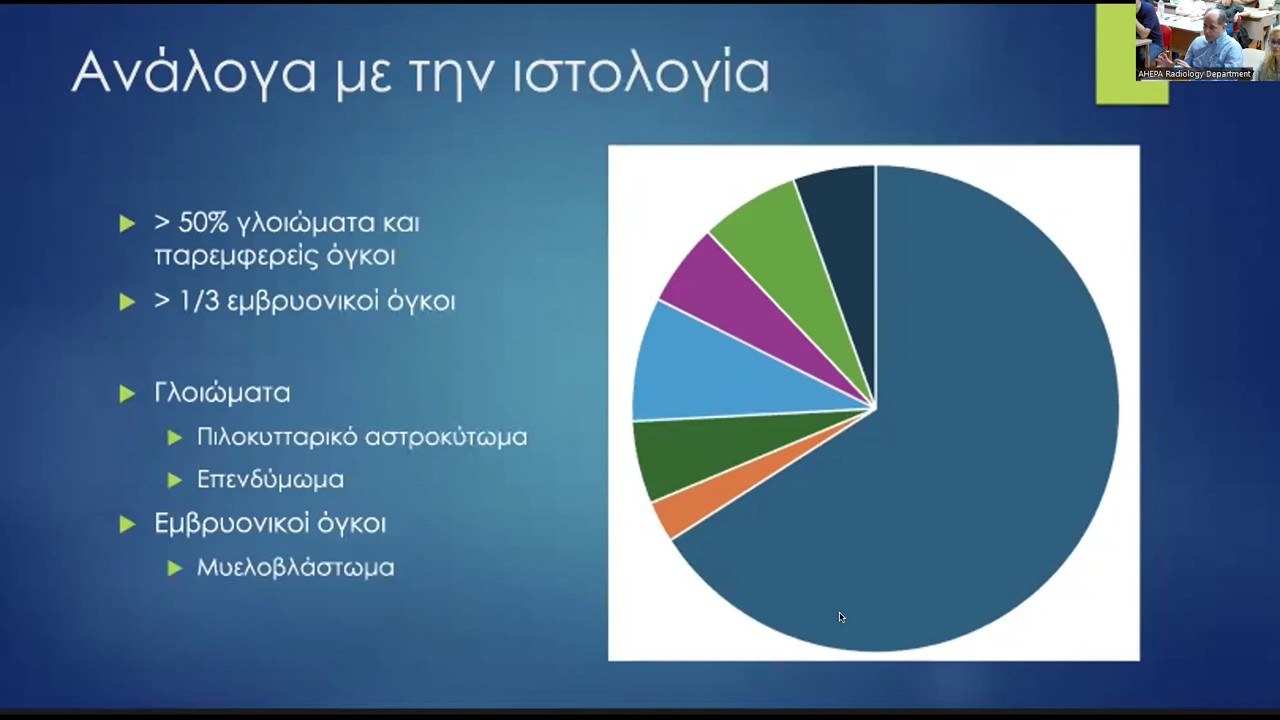 Ανάλογα με την ιστολογία
AHEPA Radiology Department
> 50% γλοιώματα και
παρεμφερείς όγκοι
> 1/3 εμβρυονικοί όγκοι
Γλοιώματα
Πιλοκυτταρικό αστροκύτωμα
Επενδύμωμα
Εμβρυονικοί όγκοι
Μυελοβλάστωμα